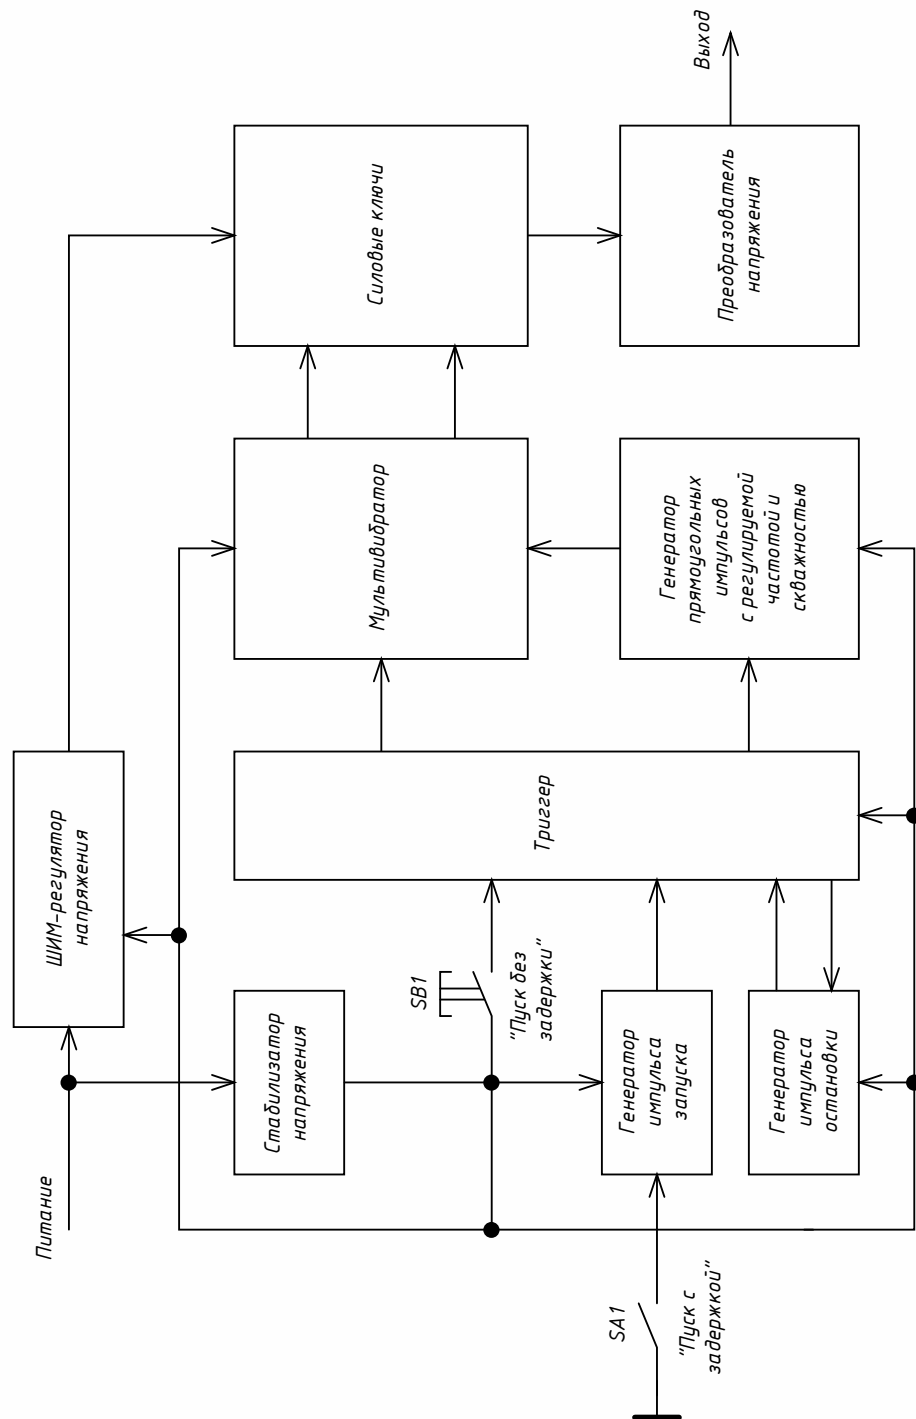 Питание
ШИМ-регулятор
напряжения
Стабилизатор
напряжения
SB1
"Пуск без
задержки"
SA1
"Пуск с
задержкой"
Генератор
импульса
запуска
Генератор
импульса
остановки
Триггер
Мультивибратор
Генератор
прямоугольных
импульсов
с регулируемой
частотой и
скважностью
Силовые ключи
Преобразователь
напряжения
Выход